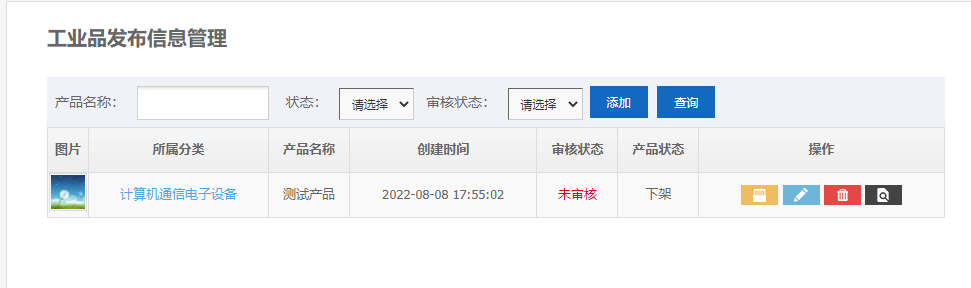 工业品发布信息管理
产品名称： 状态： 请选择 审核状态： 请选择 添加 查询
图片 所属分类 产品名称 创建时间 审核状态 产品状态 操作
计算机通信电子设备 测试产品 2022-08-08 17:55:02 未审核 下架